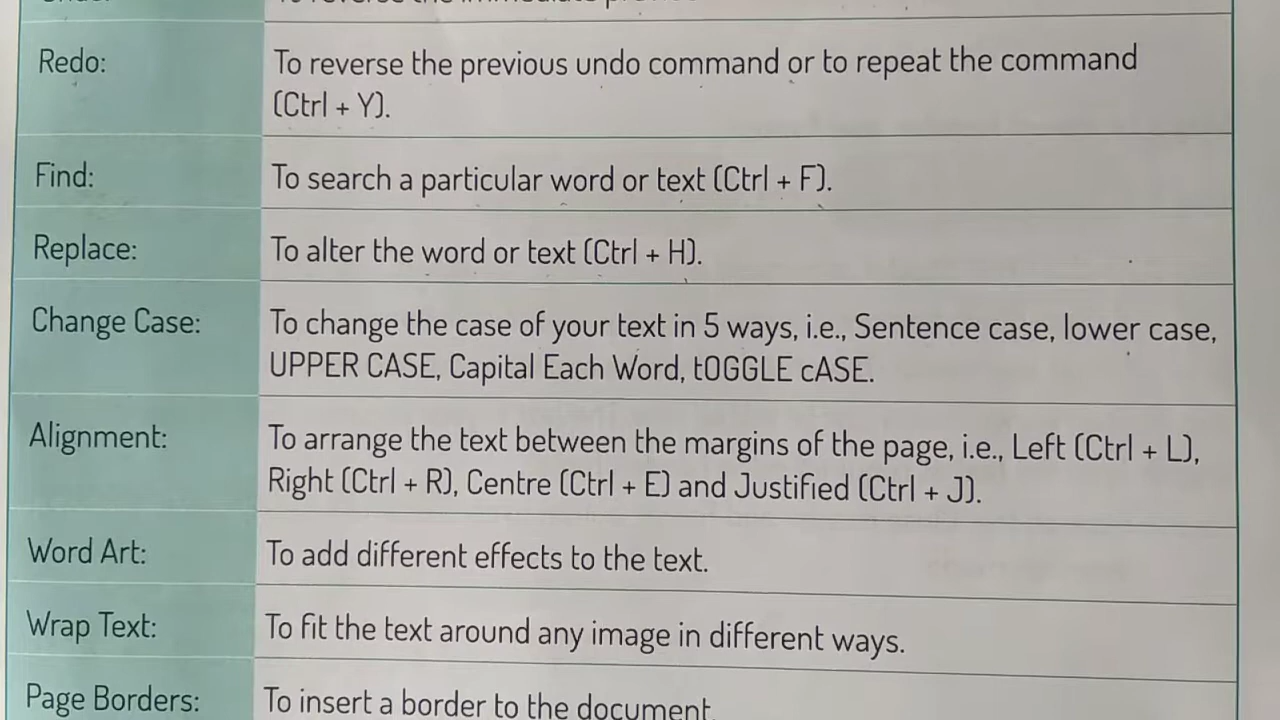 Redo:
To reverse the previous undo command or to repeat the command
(Ctrl + Y).
Find:
To search a particular word or text (Ctrl + F).
Replace:
To alter the word or text (Ctrl + H).
Change Case:
To change the case of your text in 5 ways, i.e., Sentence case, lower case,
UPPER CASE, Capital Each Word, tOGGLE cASE.
Alignment:
To arrange the text between the margins of the page, i.e., Left (Ctrl + L),
Right (Ctrl + R), Centre (Ctrl + E) and Justified (Ctrl + J).
Word Art:
To add different effects to the text.
Wrap Text:
To fit the text around any image in different ways.
Page Borders:
To insert a border to the document.